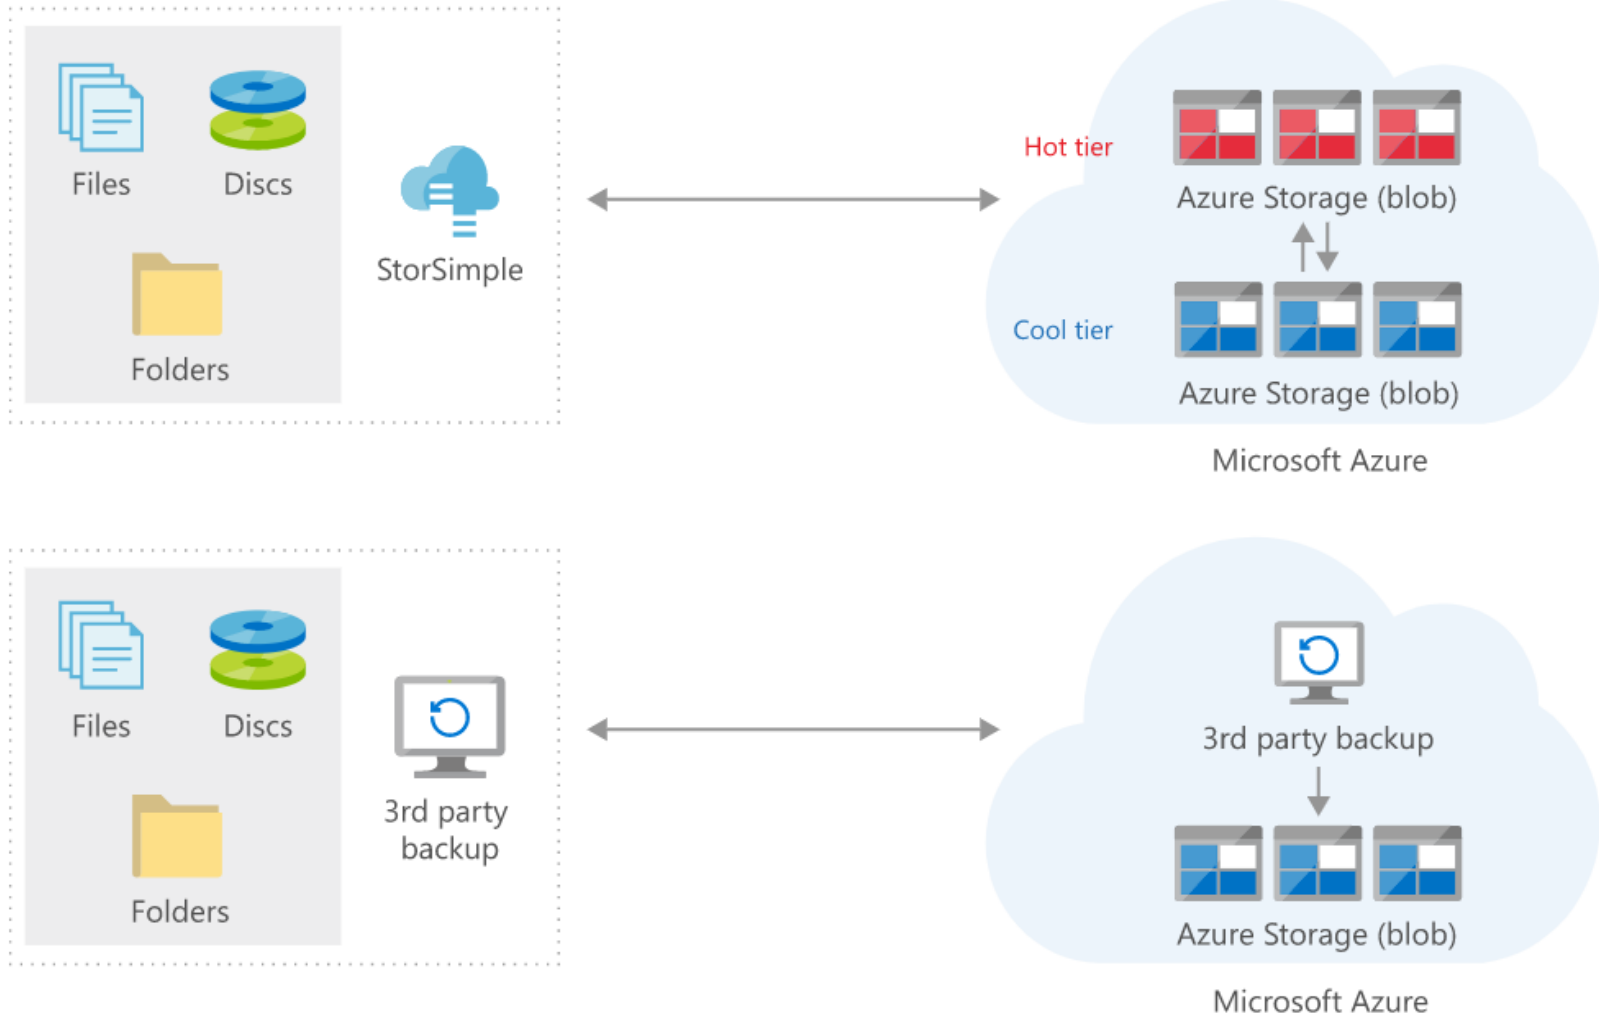 Files
Discs
Folders
StorSimple
Hot tier
Azure Storage (blob)
Cool tier
Azure Storage (blob)
Microsoft Azure
Files
Discs
Folders
3rd party
backup
3rd party backup
Azure Storage (blob)
Microsoft Azure